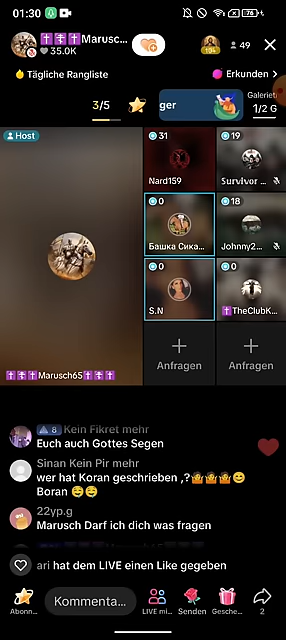 01:30
76
✝️☦️✝️Marusc...
35.0K
49
Tägliche Rangliste
Erkunden >
3/5
ger
Galerieti
1/2 G
Host
31
Nard159
19
Survivor ...
0
Башка Сика...
18
Johnny2...
0
S.N
0
✝️TheClubK...
Anfragen
Anfragen
✝️☦️✝️Marusch65✝️☦️✝️
8 Kein Fikret mehr
Euch auch Gottes Segen
Sinan Kein Pir mehr
wer hat Koran geschrieben ,?🤷🤷🤷😊
Boran 🤤🤤
22yp.g
Marusch Darf ich dich was fragen
ari hat dem LIVE einen Like gegeben
Abonn...
Kommenta...
LIVE mi...
Senden
Gesche...
2